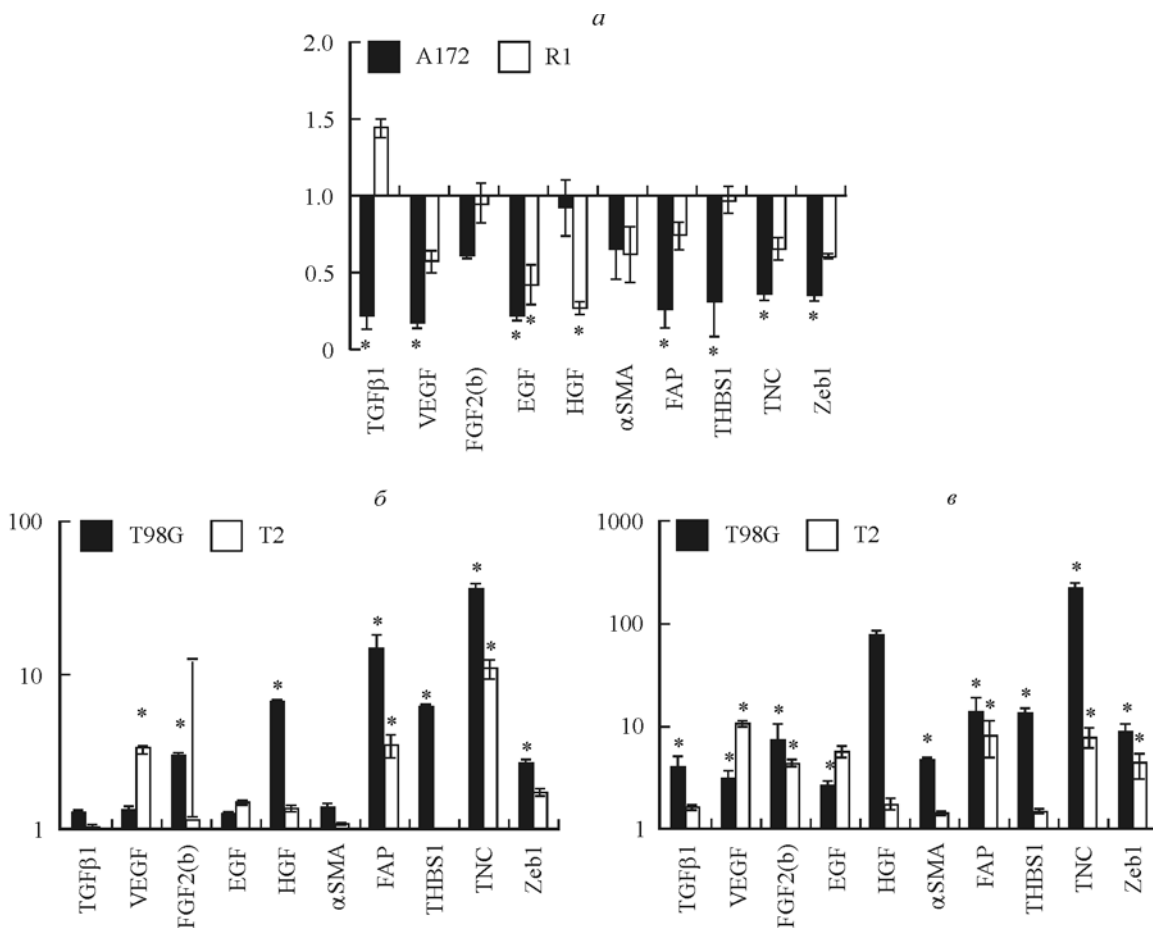 а
2.0
A172 R1
1.5
1.0
0.5
* * * * * * * * *
0
TGFβ1 VEGF FGF2(b) EGF HGF αSMA FAP THBS1 TNC Zeb1
б
100
T98G T2
* * * * * * * * *
10
1
TGFβ1 VEGF FGF2(b) EGF HGF αSMA FAP THBS1 TNC Zeb1
в
1000
T98G T2
* * * * * * * * * * * * *
100
10
1
TGFβ1 VEGF FGF2(b) EGF HGF αSMA FAP THBS1 TNC Zeb1